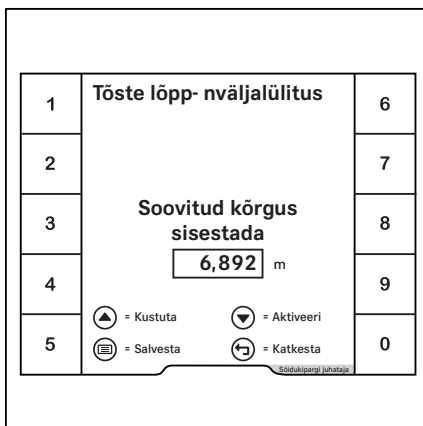 Tõste lõpp- nväljalülitus
1
2
3
4
5
6
7
8
9
0
Soovitud kõrgus
sisestada
6,892 m
= Kustuta
= Aktiveeri
= Salvesta
= Katkesta
Sõidukipargi juhataja